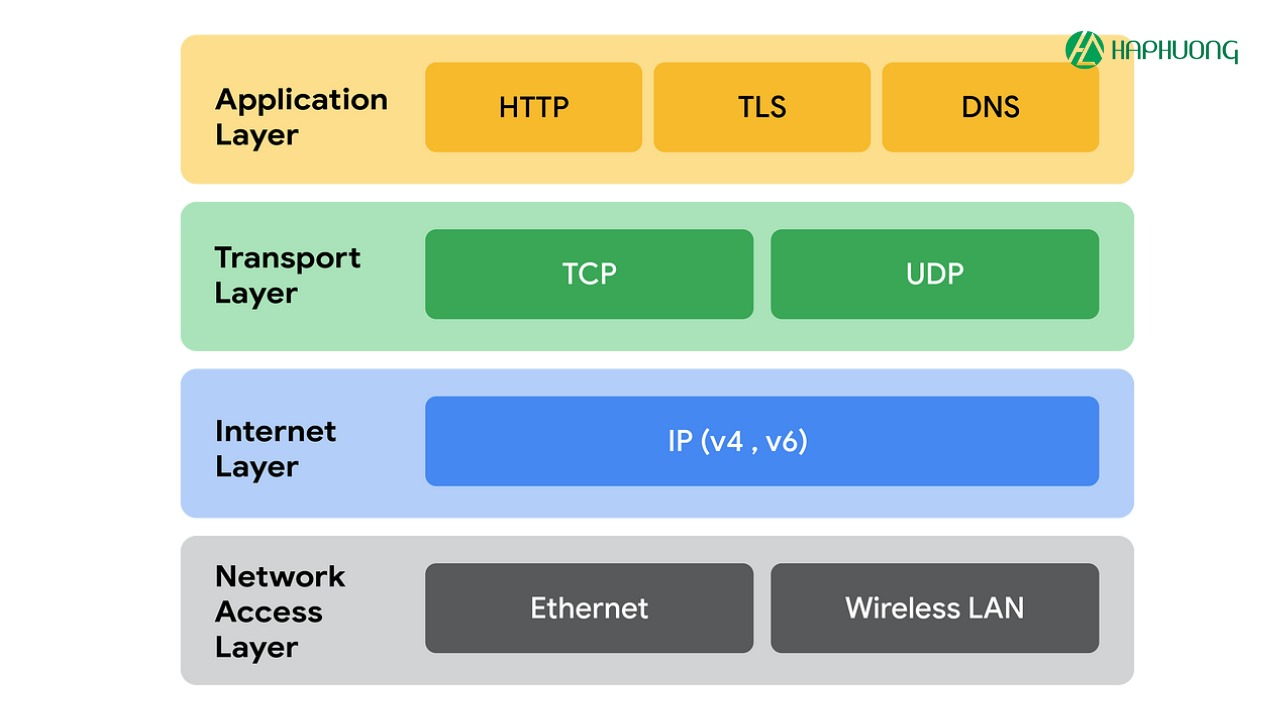 HAPHUONG
Application
Layer
HTTP
TLS
DNS
Transport
Layer
TCP
UDP
Internet
Layer
IP (v4 , v6)
Network
Access
Layer
Ethernet
Wireless LAN